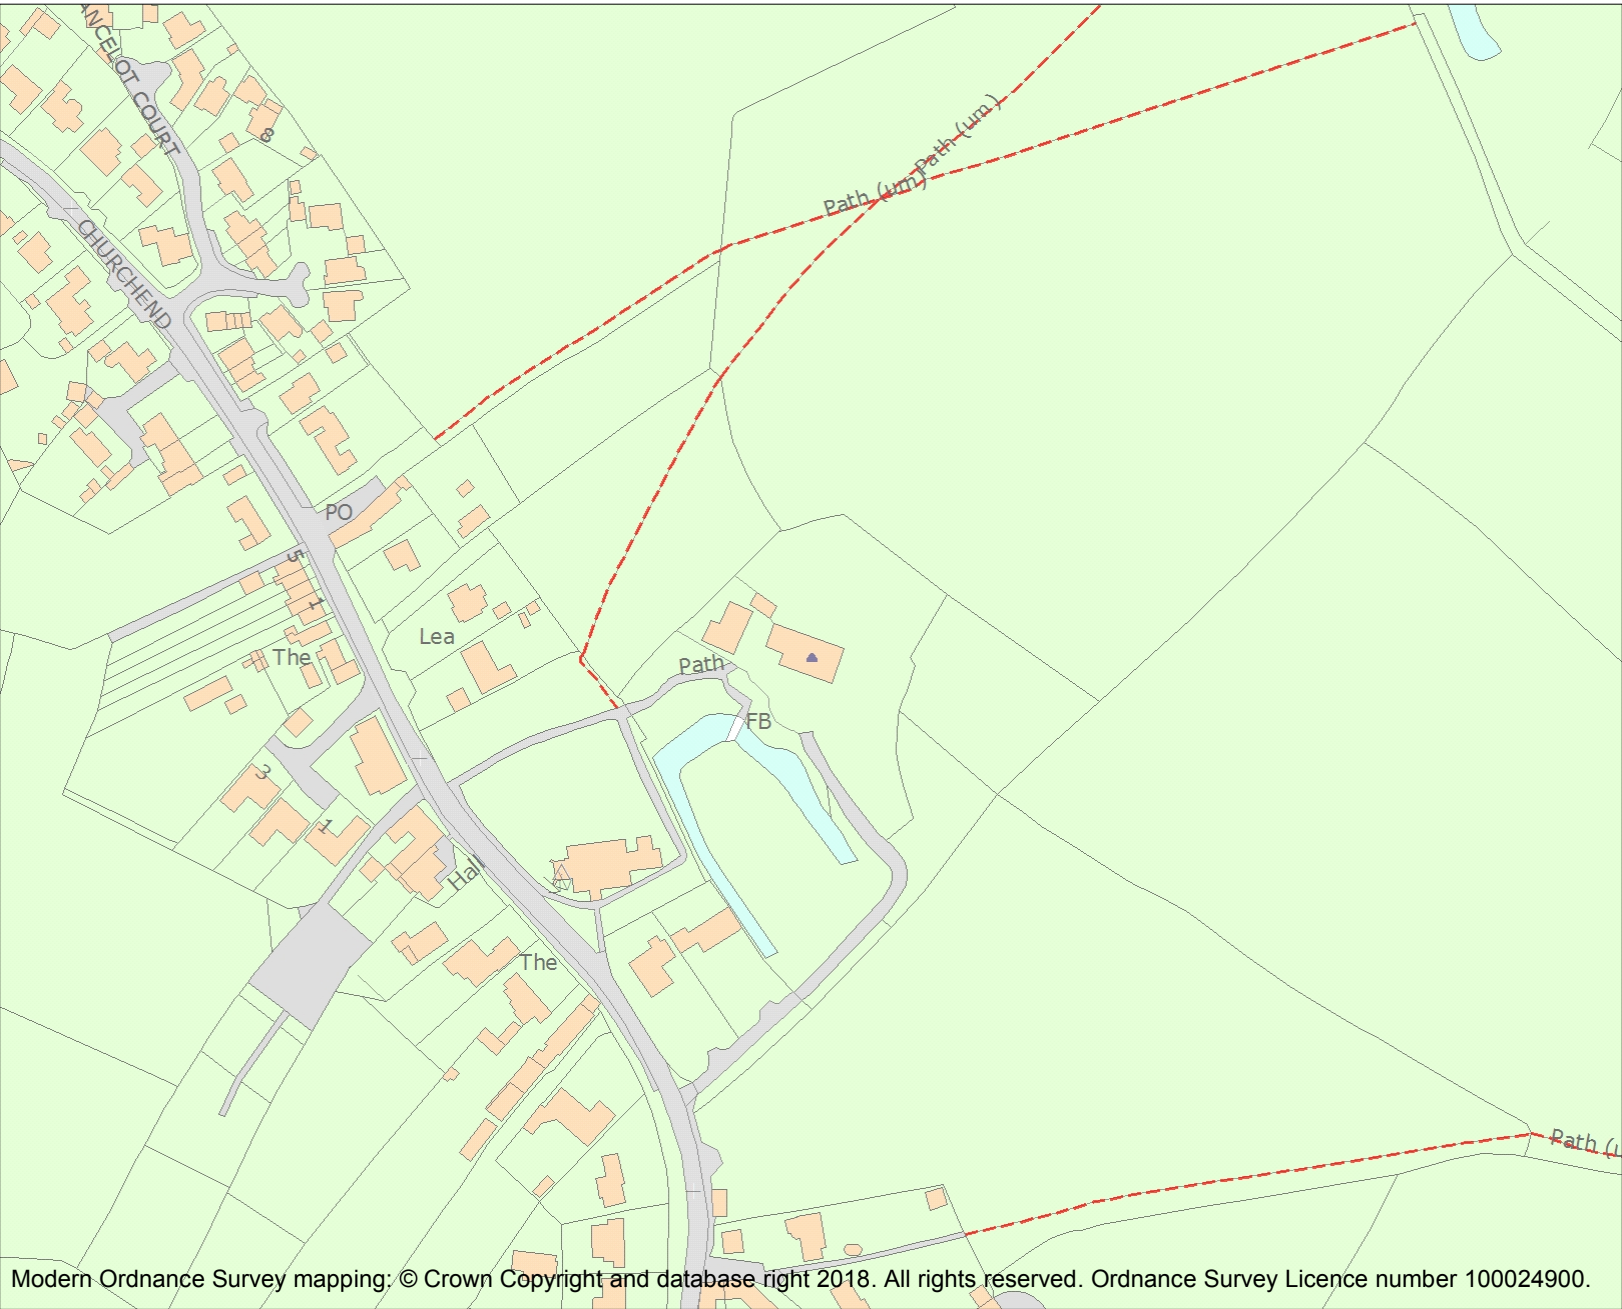 ANCELOT COURT
8
Path (um)
Path (um)
CHURCHEND
PO
5
1
Lea
The
Path
FB
3
1
Hall
The
Path (u
Modern Ordnance Survey mapping: © Crown Copyright and database right 2018. All rights reserved. Ordnance Survey Licence number 100024900.